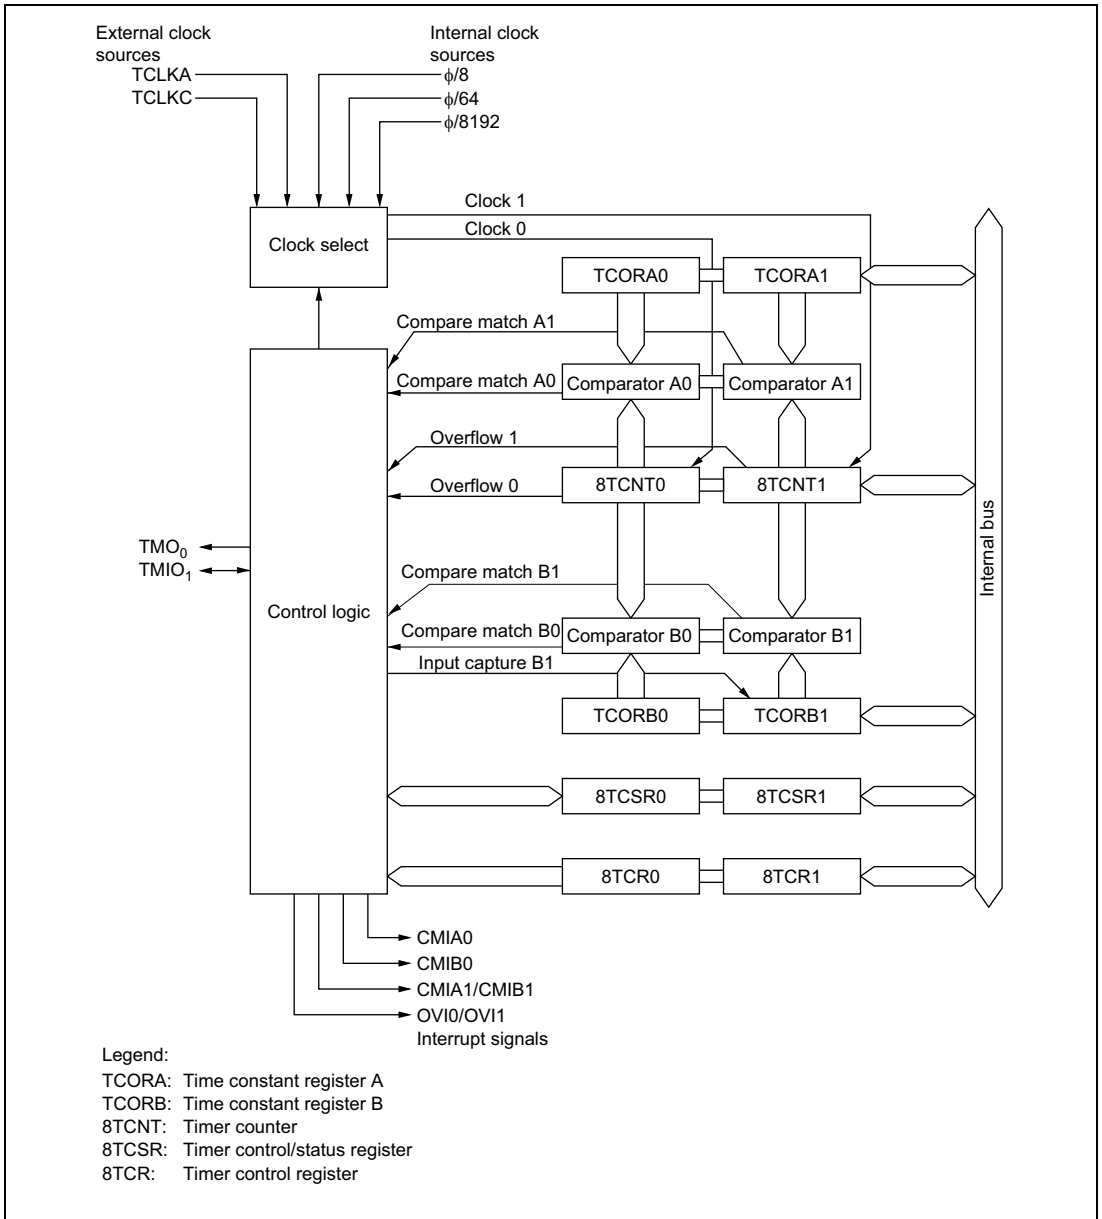 External clock
sources
Internal clock
sources
TCLKA
ϕ/8
TCLKC
ϕ/64
ϕ/8192
Clock 1
Clock 0
Clock select
TCORA0
TCORA1
Compare match A1
Compare match A0
Comparator A0
Comparator A1
Overflow 1
Overflow 0
8TCNT0
8TCNT1
Internal bus
TMO0
TMIO1
Control logic
Compare match B1
Compare match B0
Comparator B0
Comparator B1
Input capture B1
TCORB0
TCORB1
8TCSR0
8TCSR1
8TCR0
8TCR1
CMIA0
CMIB0
CMIA1/CMIB1
OVI0/OVI1
Interrupt signals
Legend:
TCORA: Time constant register A
TCORB: Time constant register B
8TCNT: Timer counter
8TCSR: Timer control/status register
8TCR: Timer control register